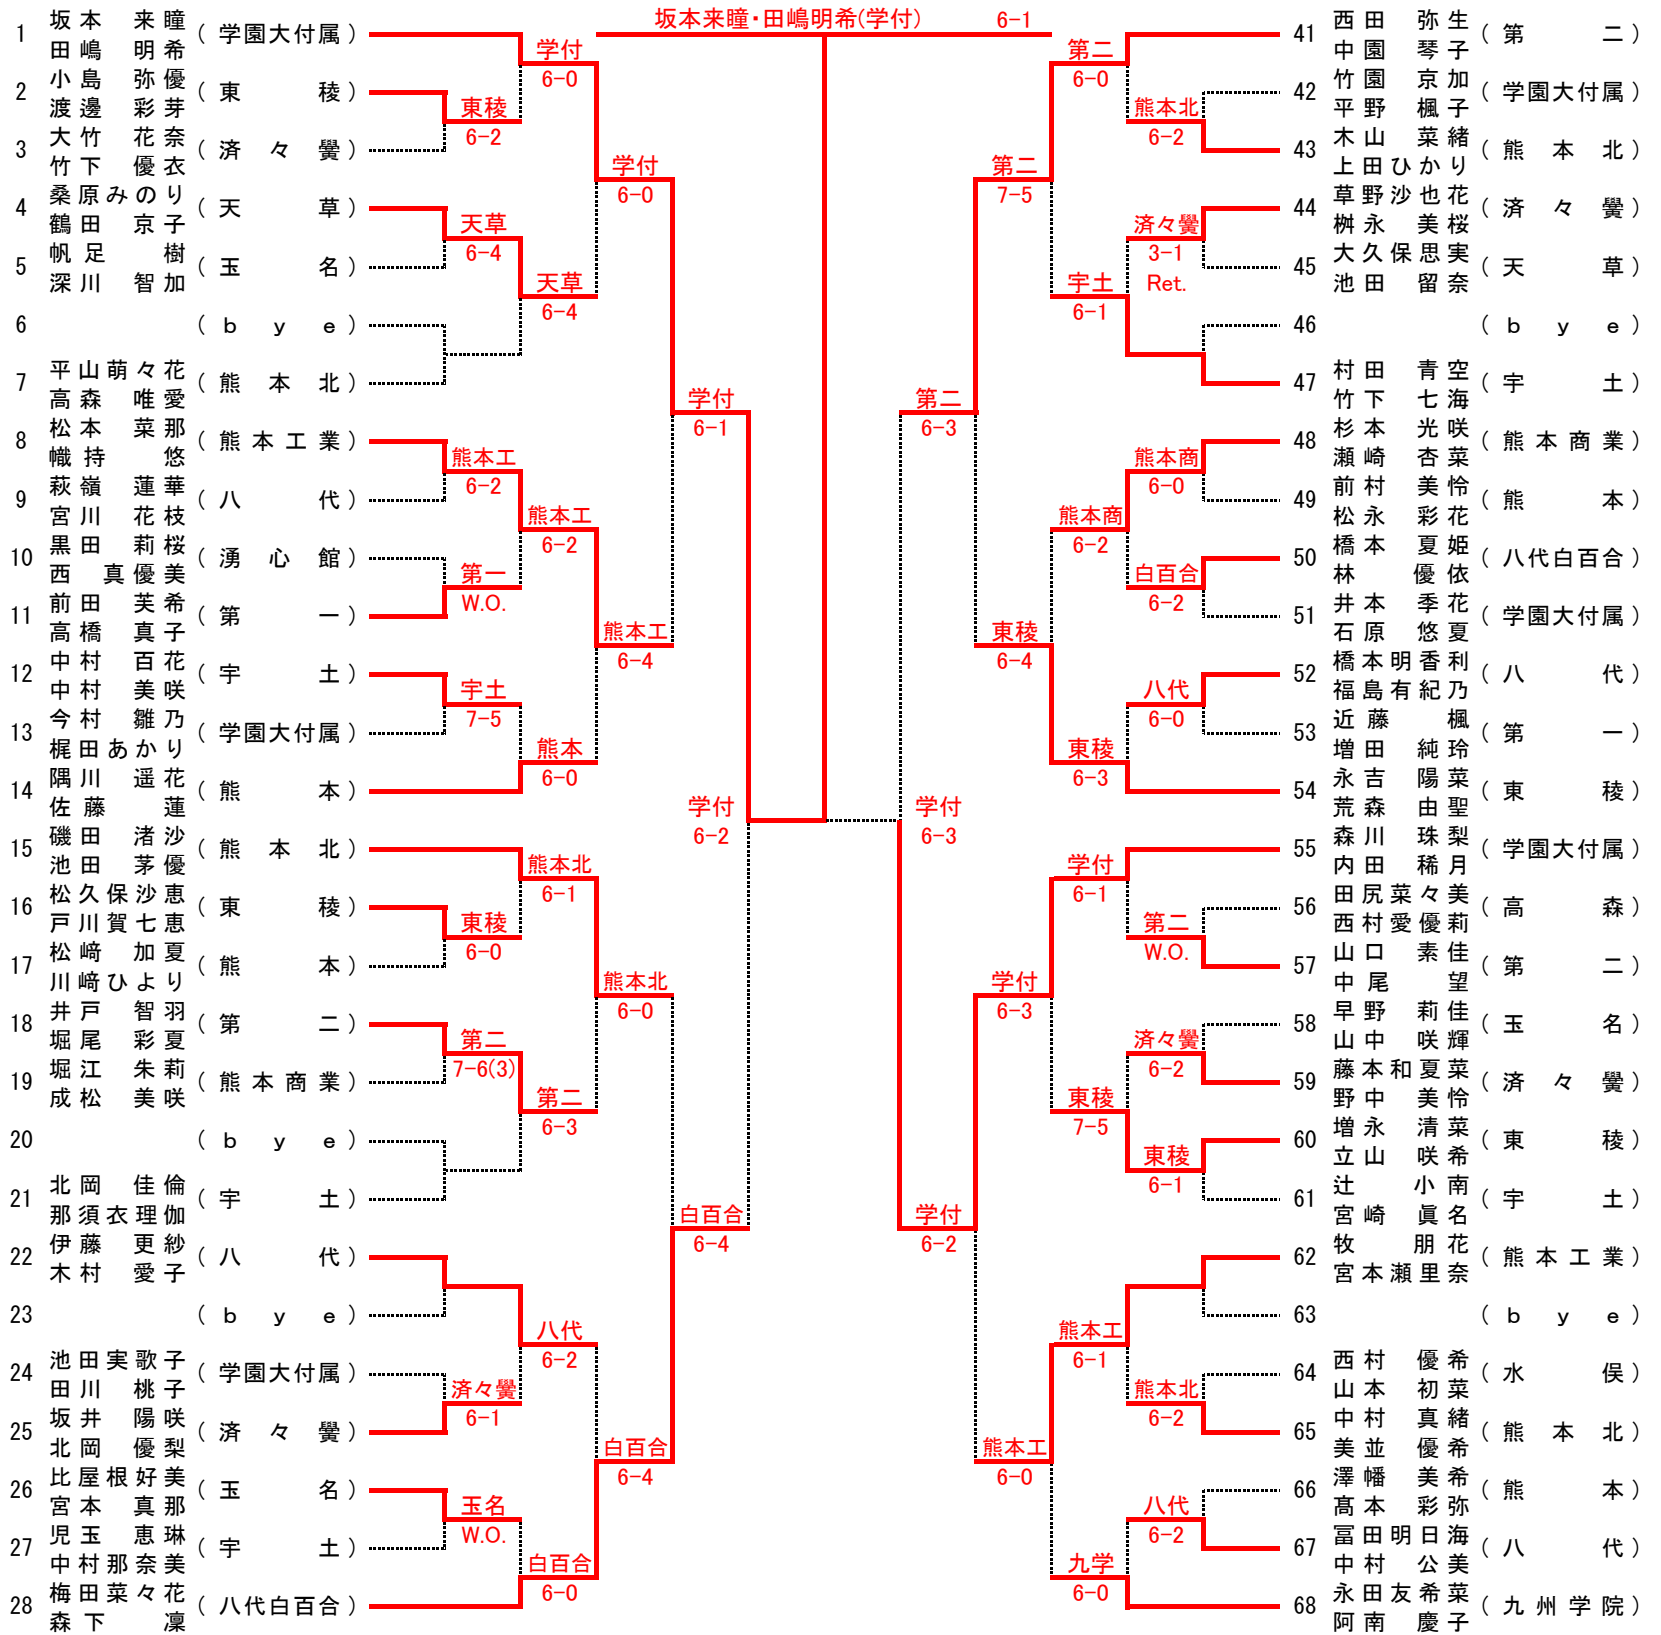 坂本来瞳・田嶋明希(学付) 6-1
1 坂本 来瞳 田嶋 明希 (学園大付属)
2 小島 弥優 渡邊 彩芽 (東稜)
3 大竹 花奈 竹下 優衣 (済々黌)
4 桑原みのり 鶴田 京子 (天草)
5 帆足 樹 深川 智加 (玉名)
6 (bye)
7 平山萌々花 高森 唯愛 (熊本北)
8 松本 菜那 幟持 悠 (熊本工業)
9 萩嶺 蓮華 宮川 花枝 (八代)
10 黒田 莉桜 西 真優美 (湧心館)
11 前田 芙希 高橋 真子 (第一)
12 中村 百花 中村 美咲 (宇土)
13 今村 雛乃 梶田あかり (学園大付属)
14 隅川 遥花 佐藤 蓮 (熊本)
15 磯田 渚沙 池田 茅優 (熊本北)
16 松久保沙恵 戸川賀七恵 (東稜)
17 松﨑 加夏 川﨑ひより (熊本)
18 井戸 智羽 堀尾 彩夏 (第二)
19 堀江 朱莉 成松 美咲 (熊本商業)
20 (bye)
21 北岡 佳倫 那須衣理伽 (宇土)
22 伊藤 更紗 木村 愛子 (八代)
23 (bye)
24 池田実歌子 田川 桃子 (学園大付属)
25 坂井 陽咲 北岡 優梨 (済々黌)
26 比屋根好美 宮本 真那 (玉名)
27 児玉 恵琳 中村那奈美 (宇土)
28 梅田菜々花 森下 凜 (八代白百合)
東稜 6-2
天草 6-4
熊本工 6-2
第一 W.O.
宇土 7-5
東稜 6-0
第二 7-6(3)
済々黌 6-1
玉名 W.O.
学付 6-0
天草 6-4
熊本工 6-2
熊本 6-0
熊本北 6-1
第二 6-3
八代 6-2
白百合 6-0
学付 6-0
熊本工 6-4
熊本北 6-0
白百合 6-4
学付 6-1
白百合 6-4
学付 6-2
学付 6-3
第二 6-3
学付 6-2
第二 7-5
東稜 6-4
学付 6-3
熊本工 6-0
第二 6-0
宇土 6-1
熊本商 6-2
東稜 6-3
学付 6-1
東稜 7-5
熊本工 6-1
九学 6-0
熊本北 6-2
済々黌 3-1 Ret.
熊本商 6-0
白百合 6-2
八代 6-0
第二 W.O.
済々黌 6-2
東稜 6-1
熊本北 6-2
八代 6-2
41 西田 弥生 中園 琴子 (第二)
42 竹園 京加 平野 楓子 (学園大付属)
43 木山 菜緒 上田ひかり (熊本北)
44 草野沙也花 桝永 美桜 (済々黌)
45 大久保思実 池田 留奈 (天草)
46 (bye)
47 村田 青空 竹下 七海 (宇土)
48 杉本 光咲 瀬崎 杏菜 (熊本商業)
49 前村 美怜 松永 彩花 (熊本)
50 橋本 夏姫 林 優依 (八代白百合)
51 井本 季花 石原 悠夏 (学園大付属)
52 橋本明香利 福島有紀乃 (八代)
53 近藤 楓 増田 純玲 (第一)
54 永吉 陽菜 荒森 由聖 (東稜)
55 森川 珠梨 内田 稀月 (学園大付属)
56 田尻菜々美 西村愛優莉 (高森)
57 山口 素佳 中尾 望 (第二)
58 早野 莉佳 山中 咲輝 (玉名)
59 藤本和夏菜 野中 美怜 (済々黌)
60 増永 清菜 立山 咲希 (東稜)
61 辻 小南 宮崎 眞名 (宇土)
62 牧 朋花 宮本瀬里奈 (熊本工業)
63 (bye)
64 西村 優希 山本 初菜 (水俣)
65 中村 真緒 美並 優希 (熊本北)
66 澤幡 美希 髙本 彩弥 (熊本)
67 冨田明日海 中村 公美 (八代)
68 永田友希菜 阿南 慶子 (九州学院)